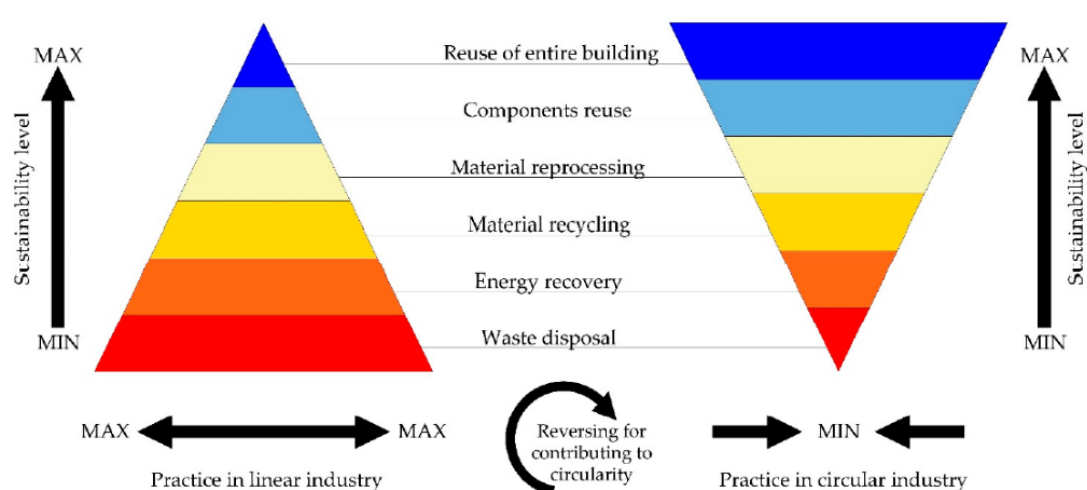 MAX
Sustainability level
MIN
Reuse of entire building
Components reuse
Material reprocessing
Material recycling
Energy recovery
Waste disposal
MAX
Sustainability level
MIN
MAX
MAX
Practice in linear industry
Reversing for
contributing to
circularity
MIN
Practice in circular industry